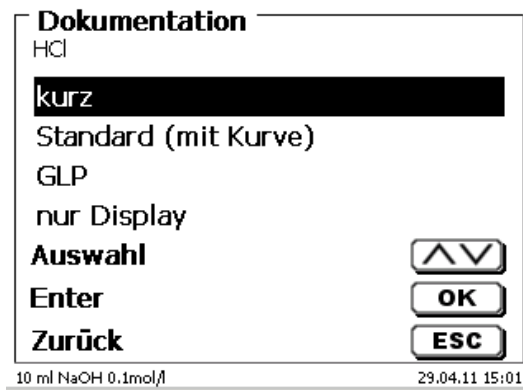 Dokumentation
HCl
kurz
Standard (mit Kurve)
GLP
nur Display
Auswahl
Enter OK
Zurück ESC
10 ml NaOH 0.1mol/l 29.04.11 15:01